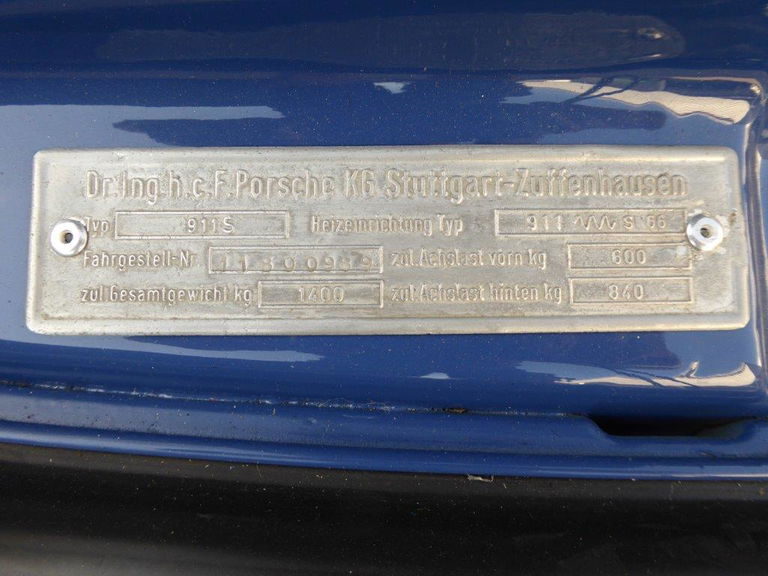 Dr. Ing. h. c. F. Porsche KG Stuttgart-Zuffenhausen
Typ 911S Heizeinrichtung Typ 911 S 66
Fahrgestell-Nr. zul. Achslast vorn kg 600
zul Gesamtgewicht kg 1400 zul. Achslast hinten kg 840